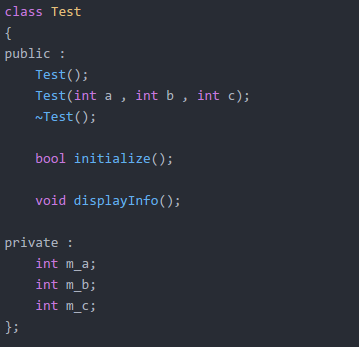 class Test
{
public :
    Test();
    Test(int a , int b , int c);
    ~Test();

    bool initialize();

    void displayInfo();

private :
    int m_a;
    int m_b;
    int m_c;
};